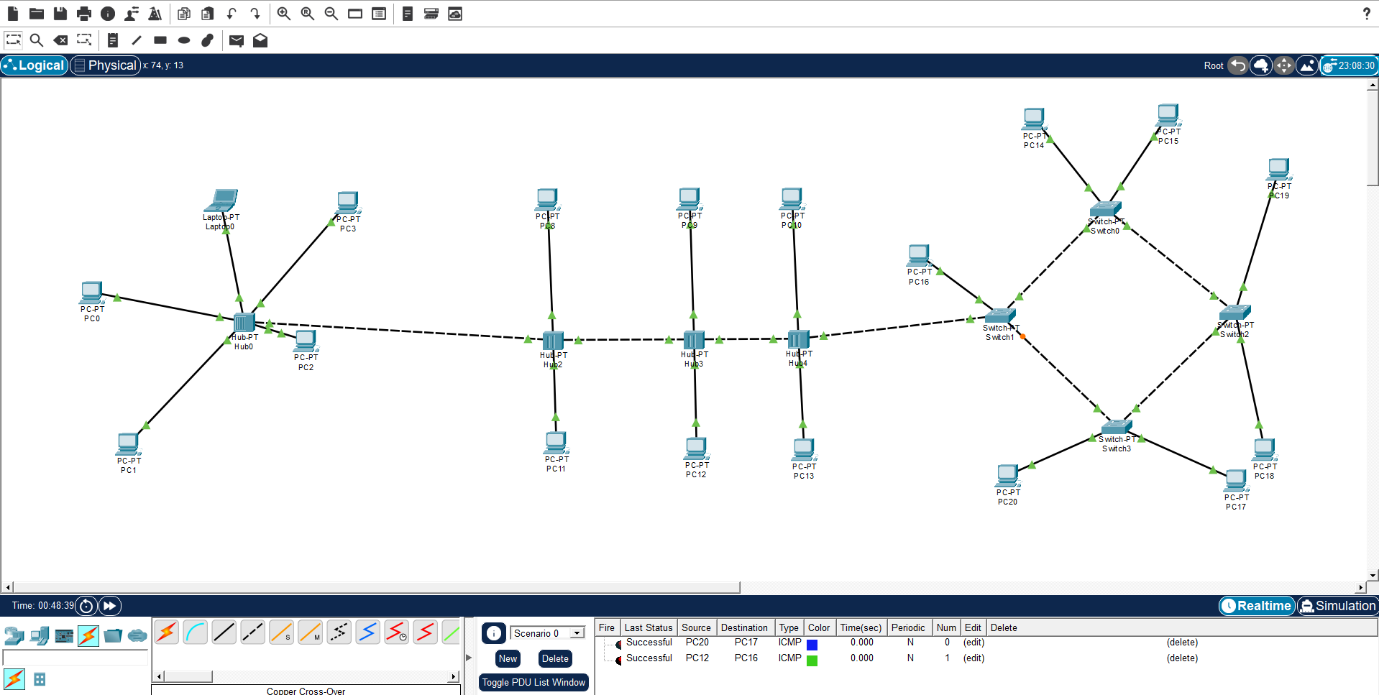 ?
Logical
Physical
x: 74, y: 13
Root
23:08:30
PC-PT
PC14
PC-PT
PC15
PC-PT
PC19
Laptop-PT
Laptop0
PC-PT
PC3
PC-PT
PC8
PC-PT
PC9
PC-PT
PC10
Switch-PT
Switch0
PC-PT
PC16
PC-PT
PC0
Hub-PT
Hub0
PC-PT
PC2
Hub-PT
Hub2
Hub-PT
Hub3
Hub-PT
Hub4
Switch-PT
Switch1
Switch-PT
Switch2
PC-PT
PC1
PC-PT
PC11
PC-PT
PC12
PC-PT
PC13
Switch-PT
Switch3
PC-PT
PC18
PC-PT
PC20
PC-PT
PC17
Time: 00:48:39
Realtime
Simulation
S
M
Copper Cross-Over
Scenario 0
New
Delete
Toggle PDU List Window
Fire Last Status Source Destination Type Color Time(sec) Periodic Num Edit Delete
Successful PC20 PC17 ICMP 0.000 N 0 (edit) (delete)
Successful PC12 PC16 ICMP 0.000 N 1 (edit) (delete)